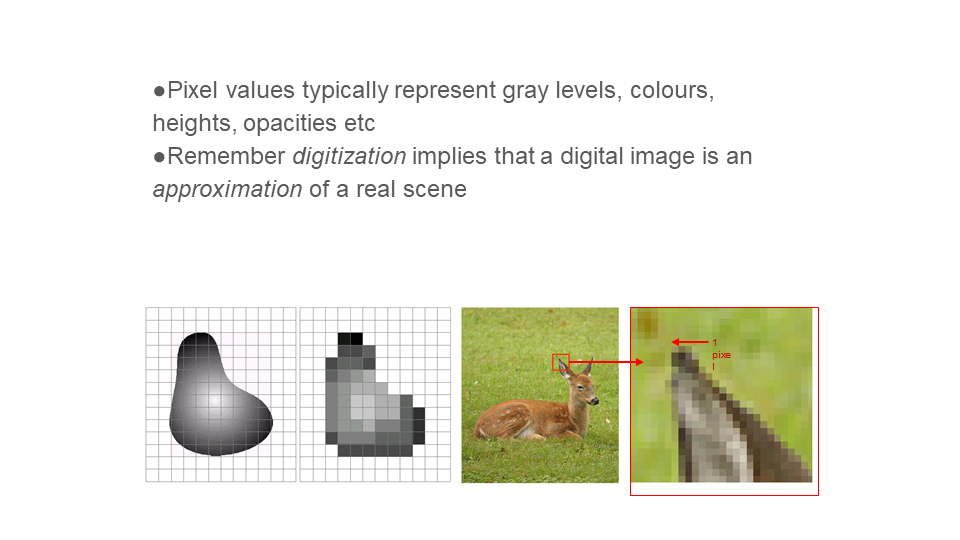 ●Pixel values typically represent gray levels, colours,
heights, opacities etc
●Remember digitization implies that a digital image is an
approximation of a real scene
1
pixe
l